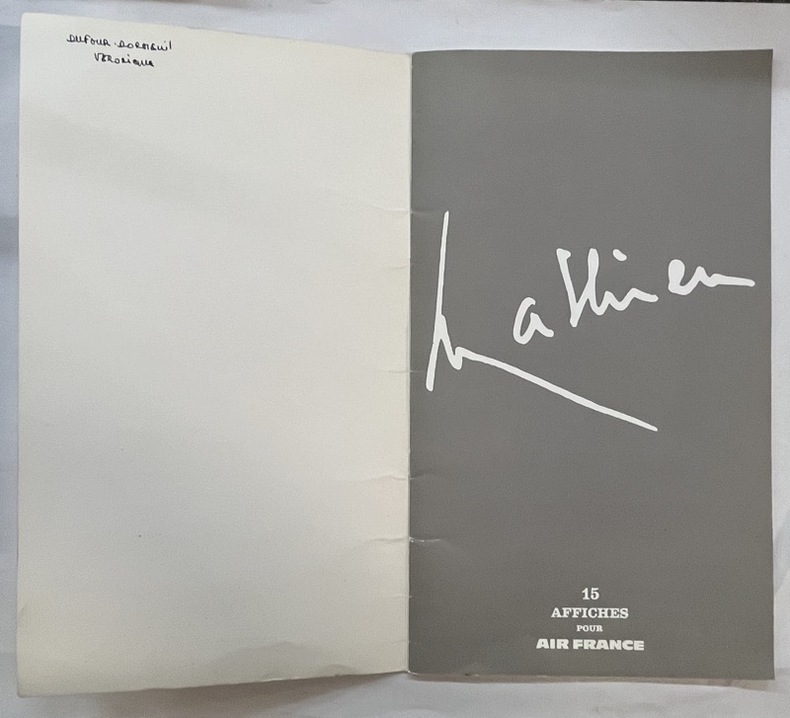 DUFOUR-DORMEUIL
VERONIQUE
Mathieu
15
AFFICHES
POUR
AIR FRANCE